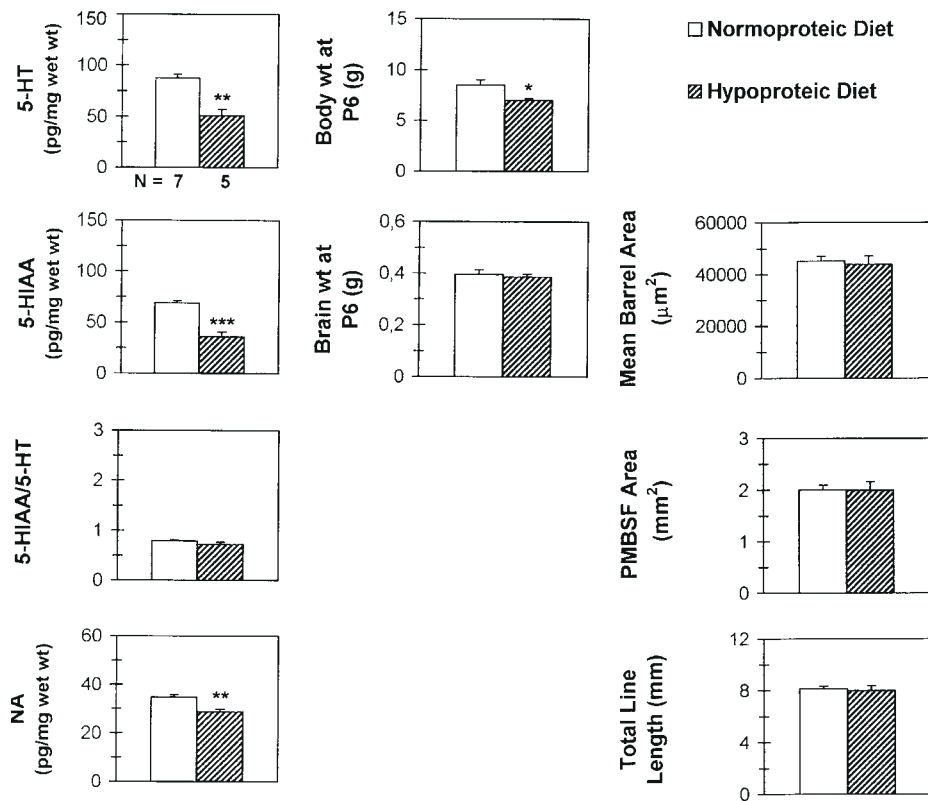 Normoproteic Diet
Hypoproteic Diet
5-HT
(pg/mg wet wt)
150
100
50
0
**
N = 7 5
Body wt at
P6 (g)
15
10
5
0
*
5-HIAA
(pg/mg wet wt)
150
100
50
0
***
Brain wt at
P6 (g)
0,6
0,4
0,2
0
Mean Barrel Area
(μm²)
60000
40000
20000
0
5-HIAA/5-HT
3
2
1
0
PMBSF Area
(mm²)
3
2
1
0
NA
(pg/mg wet wt)
60
40
20
0
**
Total Line
Length (mm)
12
8
4
0